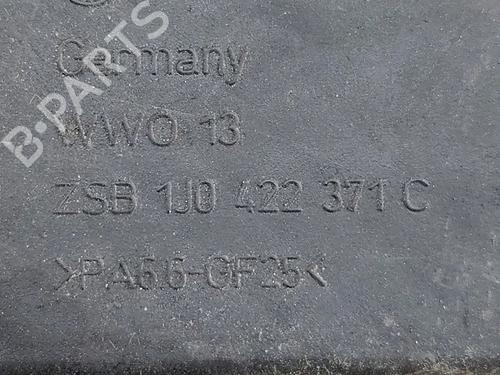 Germany
WWO 13
ZSB 1J0 422 371 C
>PA6.6-GF25<
B-PARTS